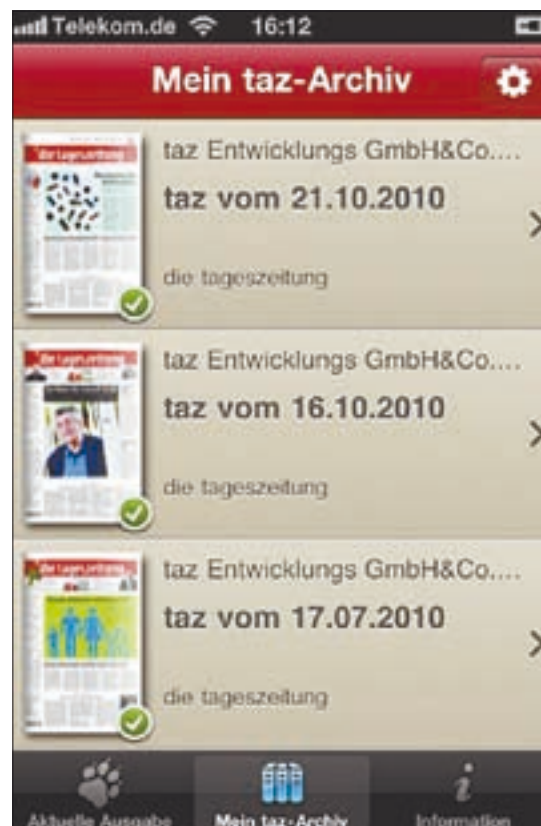 Telekom.de 16:12
Mein taz-Archiv
taz Entwicklungs GmbH&Co....
taz vom 21.10.2010
die tageszeitung
taz Entwicklungs GmbH&Co....
taz vom 16.10.2010
die tageszeitung
taz Entwicklungs GmbH&Co....
taz vom 17.07.2010
die tageszeitung
Aktuelle Ausgabe Mein taz-Archiv Information